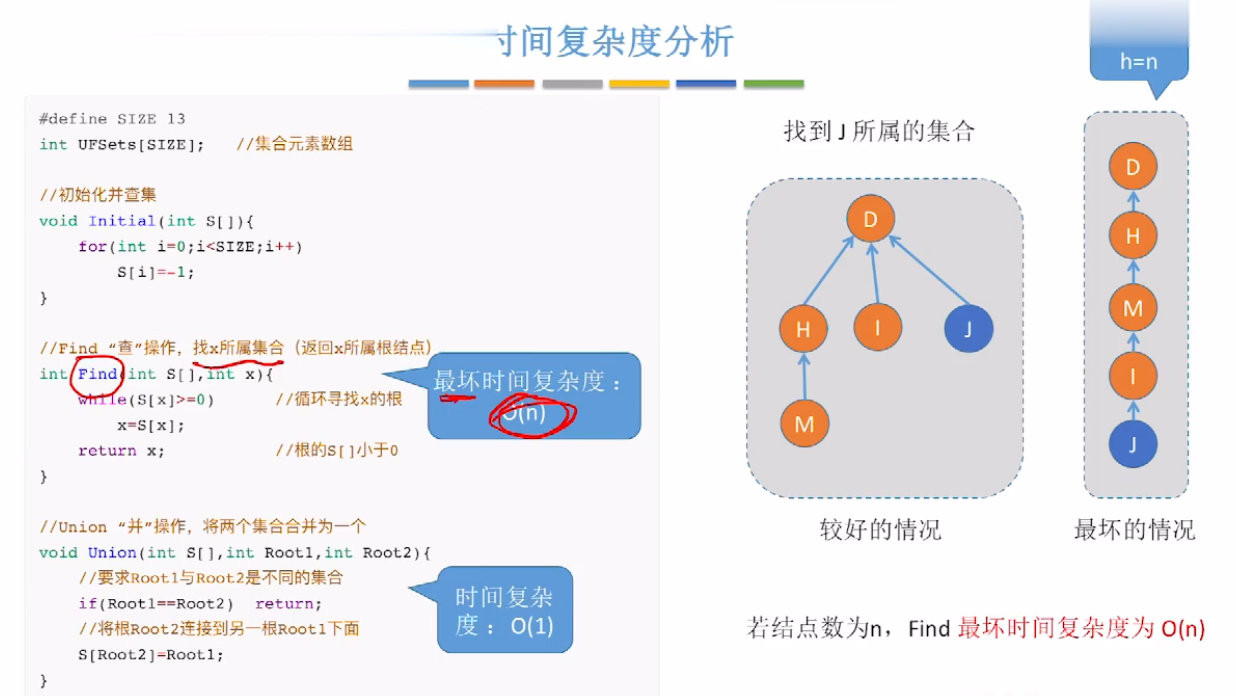 时间复杂度分析
h=n
#define SIZE 13
int UFSets[SIZE];   //集合元素数组
//初始化并查集
void Initial(int S[]){
for(int i=0;i<SIZE;i++)
S[i]=-1;
}
//Find “查”操作，找x所属集合（返回x所属根结点）
int Find(int S[],int x){
while(S[x]>=0)      //循环寻找x的根
x=S[x];
return x;           //根的S[]小于0
}
最坏时间复杂度：
O(n)
//Union “并”操作，将两个集合合并为一个
void Union(int S[],int Root1,int Root2){
//要求Root1与Root2是不同的集合
if(Root1==Root2)  return;
//将根Root2连接到另一根Root1下面
S[Root2]=Root1;
}
时间复杂
度：O(1)
找到 J 所属的集合
D
H
I
J
M
较好的情况
D
H
M
I
J
最坏的情况
若结点数为n，Find 最坏时间复杂度为 O(n)